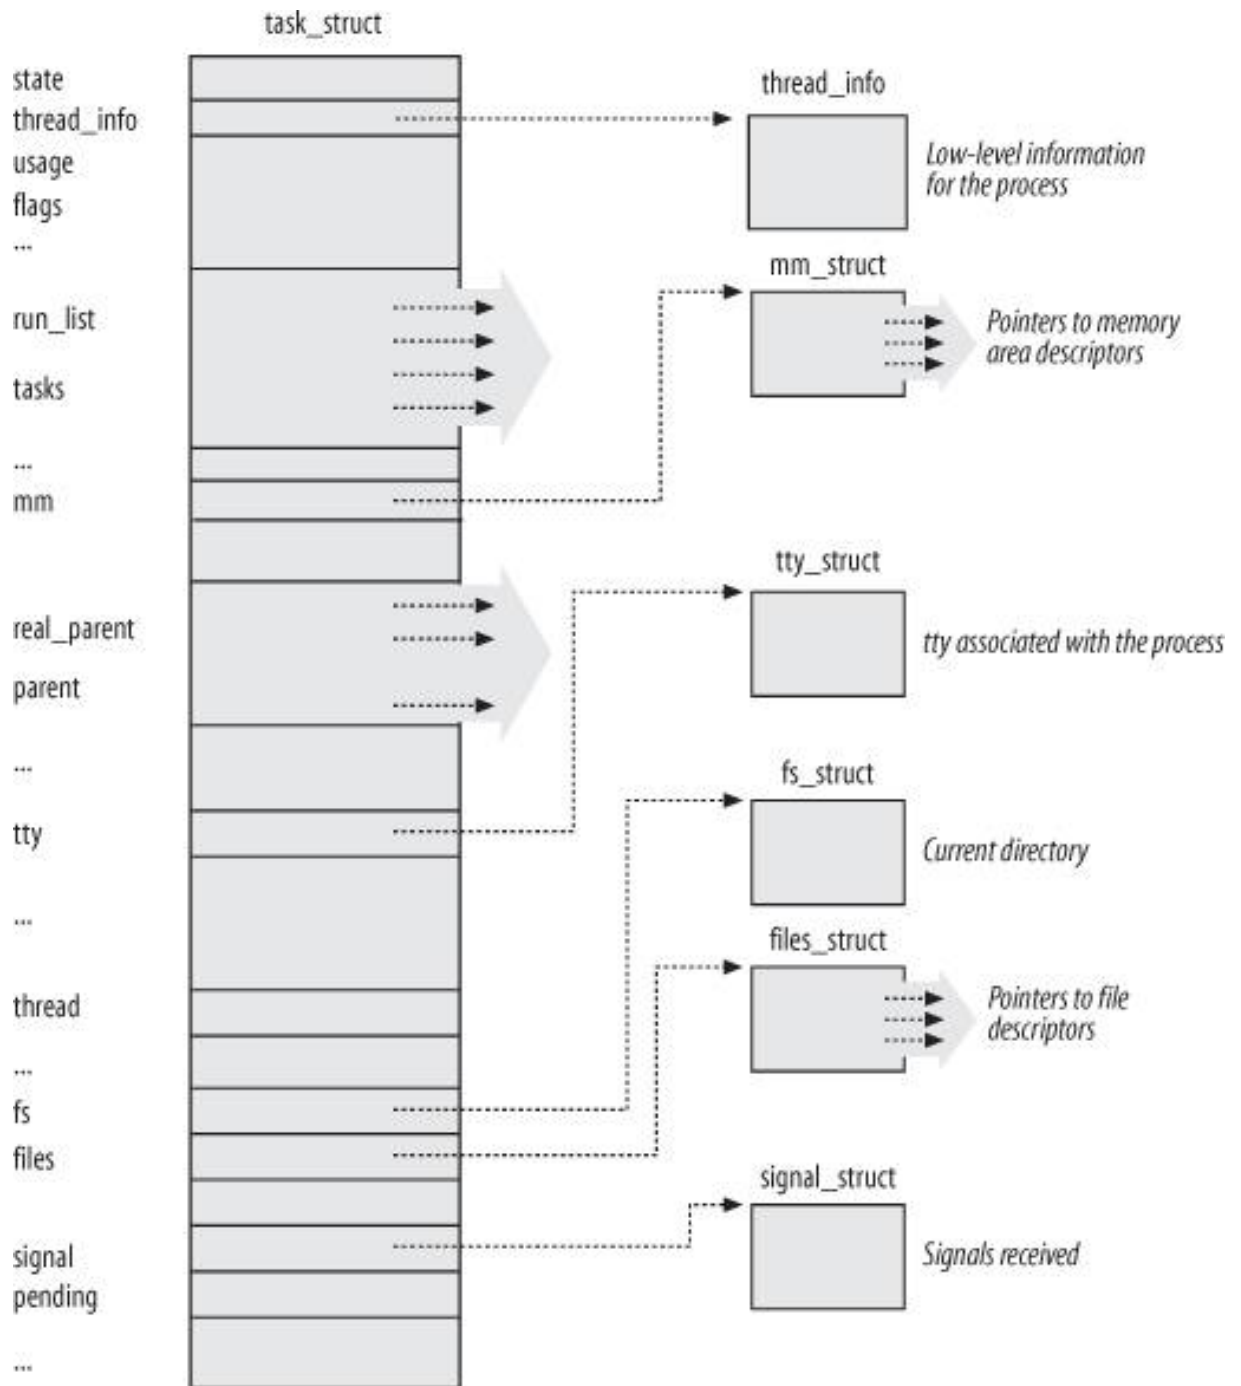 task_struct
state
thread_info
usage
flags
...
run_list
tasks
...
mm
real_parent
parent
...
tty
...
thread
...
fs
files
signal
pending
...
thread_info
Low-level information
for the process
mm_struct
Pointers to memory
area descriptors
tty_struct
tty associated with the process
fs_struct
Current directory
files_struct
Pointers to file
descriptors
signal_struct
Signals received